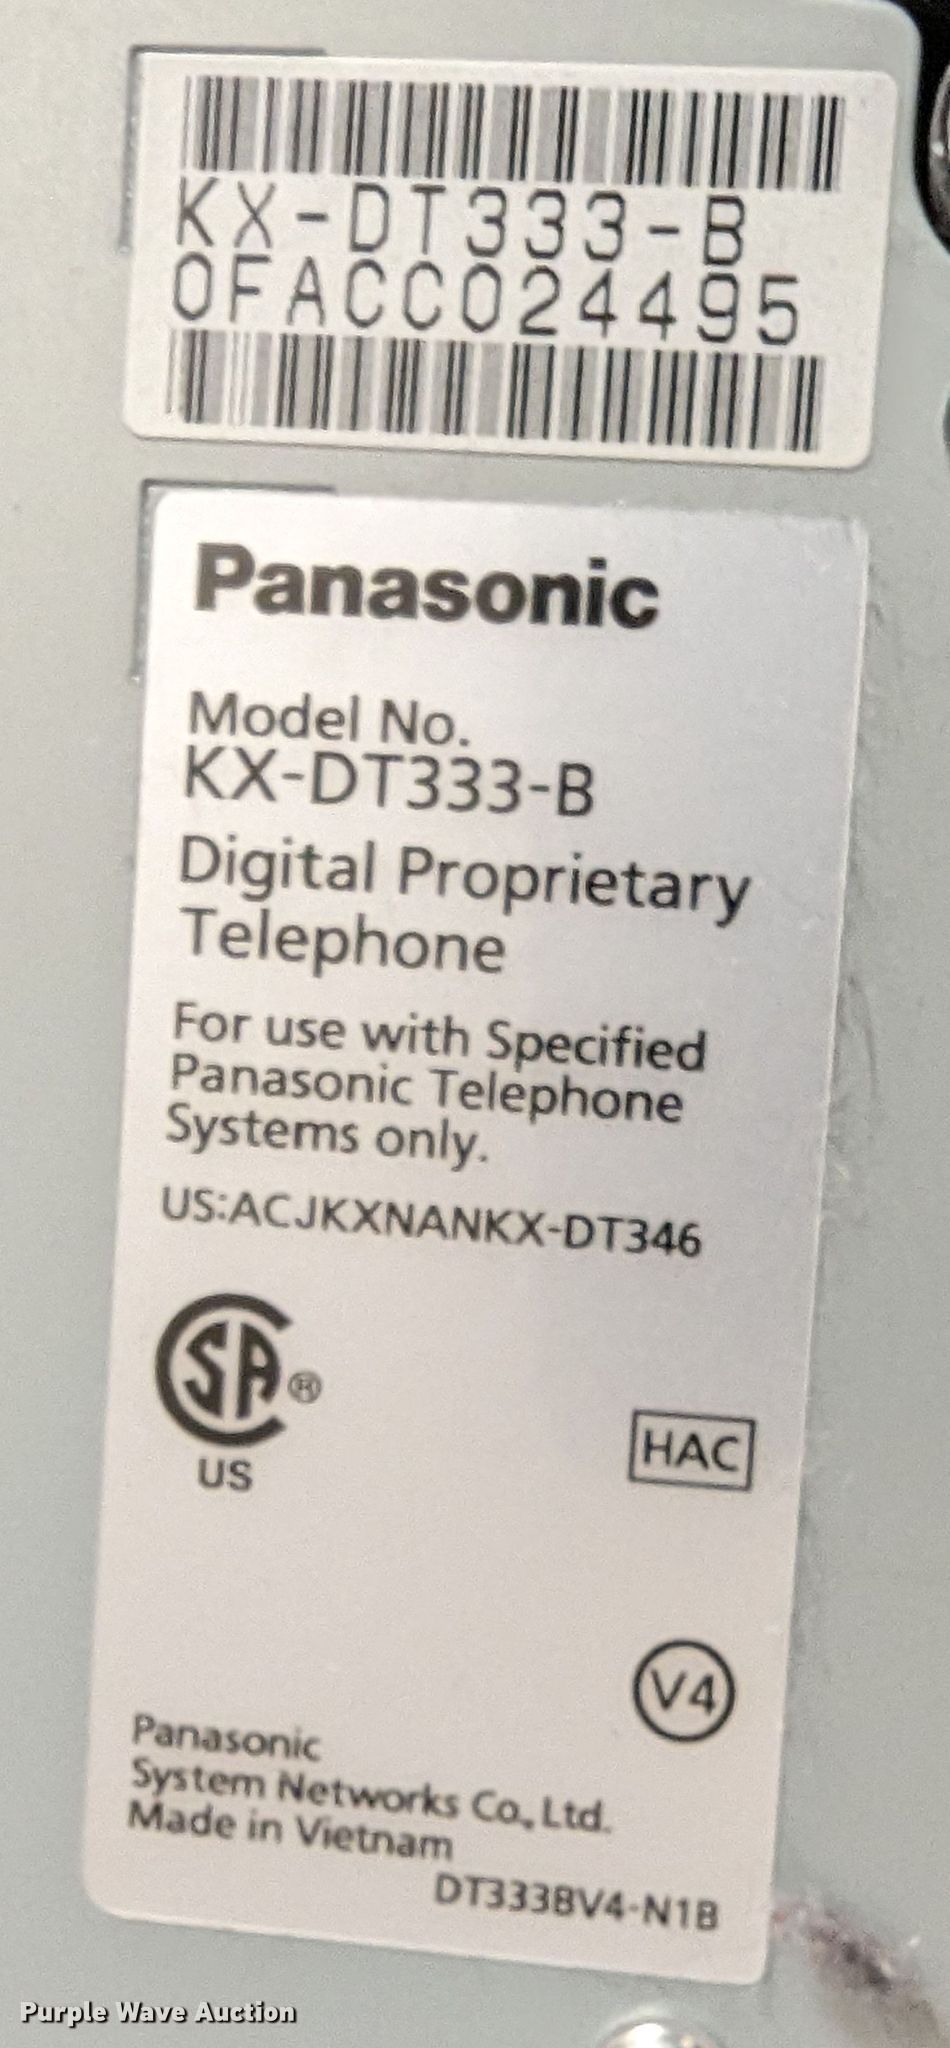 KX-DT333-B
0FACC024495
Panasonic
Model No.
KX-DT333-B
Digital Proprietary
Telephone
For use with Specified
Panasonic Telephone
Systems only.
US:ACJKXNANKX-DT346
CSA®
US
HAC
V4
Panasonic
System Networks Co., Ltd.
Made in Vietnam
DT333BV4-N1B
Purple Wave Auction